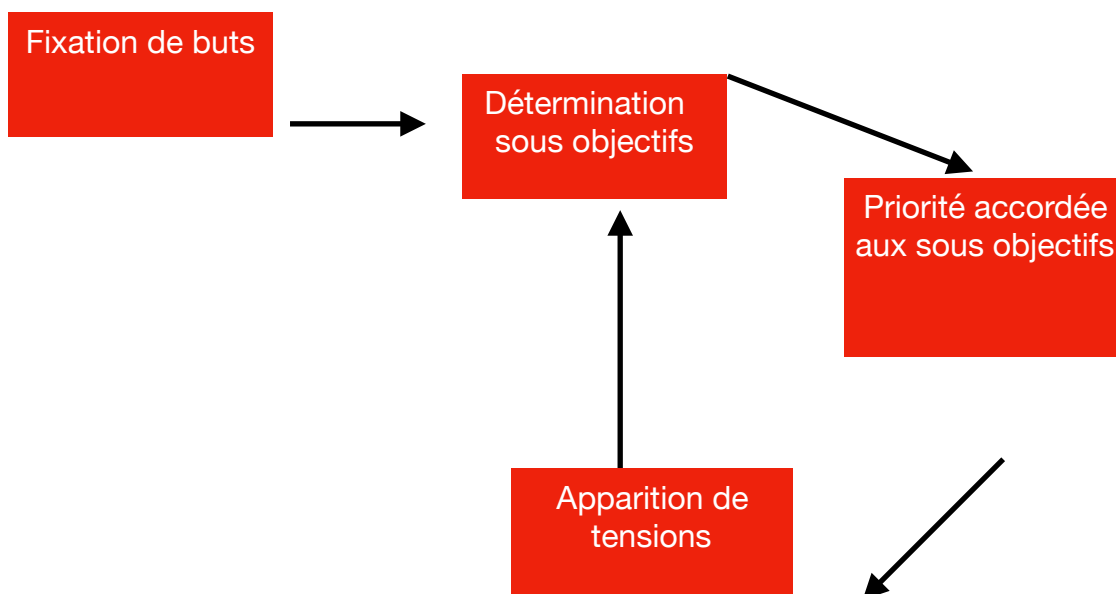 Fixation de buts
Détermination
sous objectifs
Priorité accordée
aux sous objectifs
Apparition de
tensions